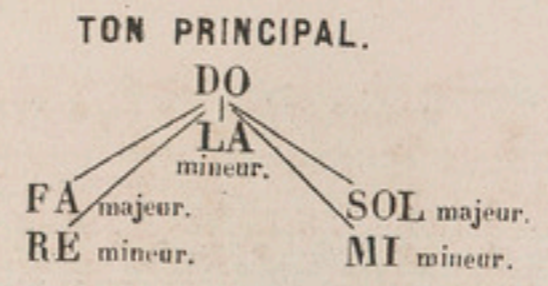 TON PRINCIPAL.
DO
LA
mineur.
FA majeur.
SOL majeur.
RE mineur.
MI mineur.